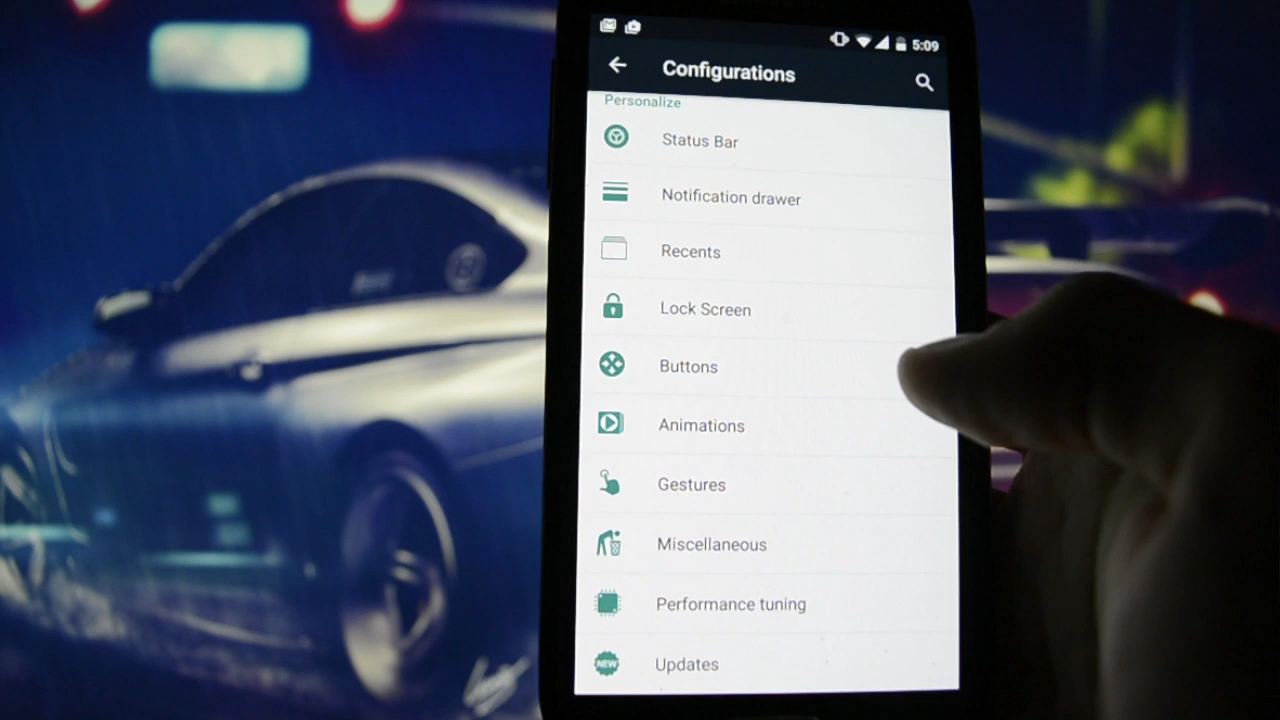 5:09
Configurations
Personalize
Status Bar
Notification drawer
Recents
Lock Screen
Buttons
Animations
Gestures
Miscellaneous
Performance tuning
NEW
Updates